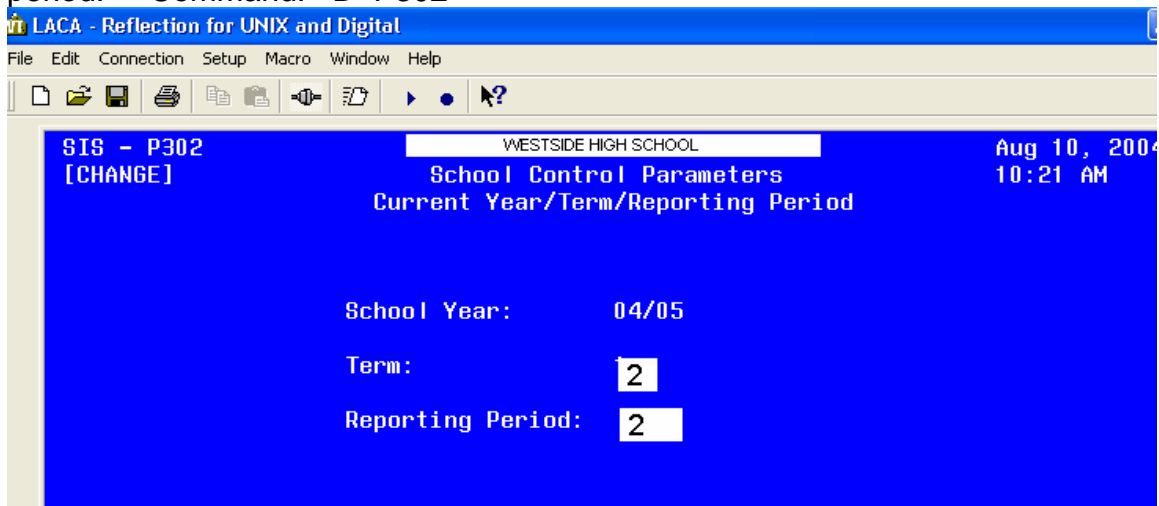 LACA - Reflection for UNIX and Digital
File Edit Connection Setup Macro Window Help
SIS - P302 WESTSIDE HIGH SCHOOL Aug 10, 2004
[CHANGE] School Control Parameters 10:21 AM
Current Year/Term/Reporting Period
School Year: 04/05
Term: 2
Reporting Period: 2